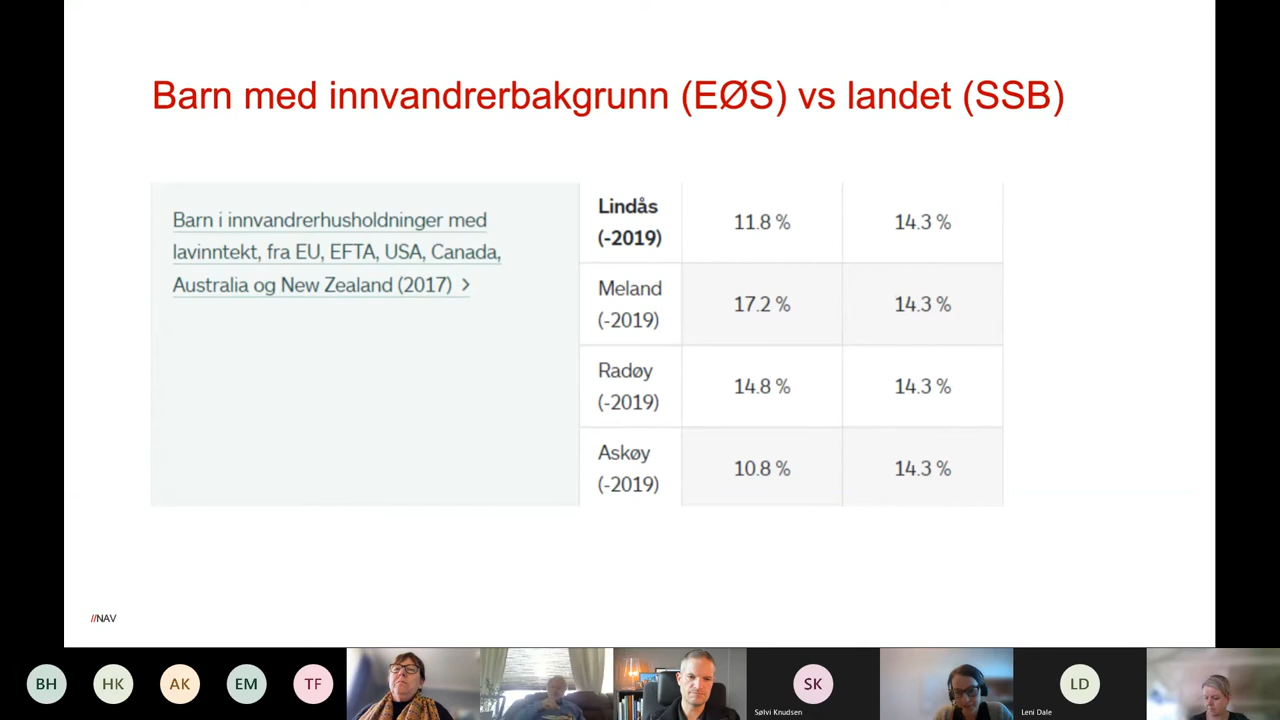 Barn med innvandrerbakgrunn (EØS) vs landet (SSB)
Barn i innvandrerhusholdninger med
lavinntekt, fra EU, EFTA, USA, Canada,
Australia og New Zealand (2017) >
Lindås
(-2019)
11.8 %
14.3 %
Meland
(-2019)
17.2 %
14.3 %
Radøy
(-2019)
14.8 %
14.3 %
Askøy
(-2019)
10.8 %
14.3 %
//NAV
BH
HK
AK
EM
TF
SK
Sølvi Knudsen
LD
Leni Dale